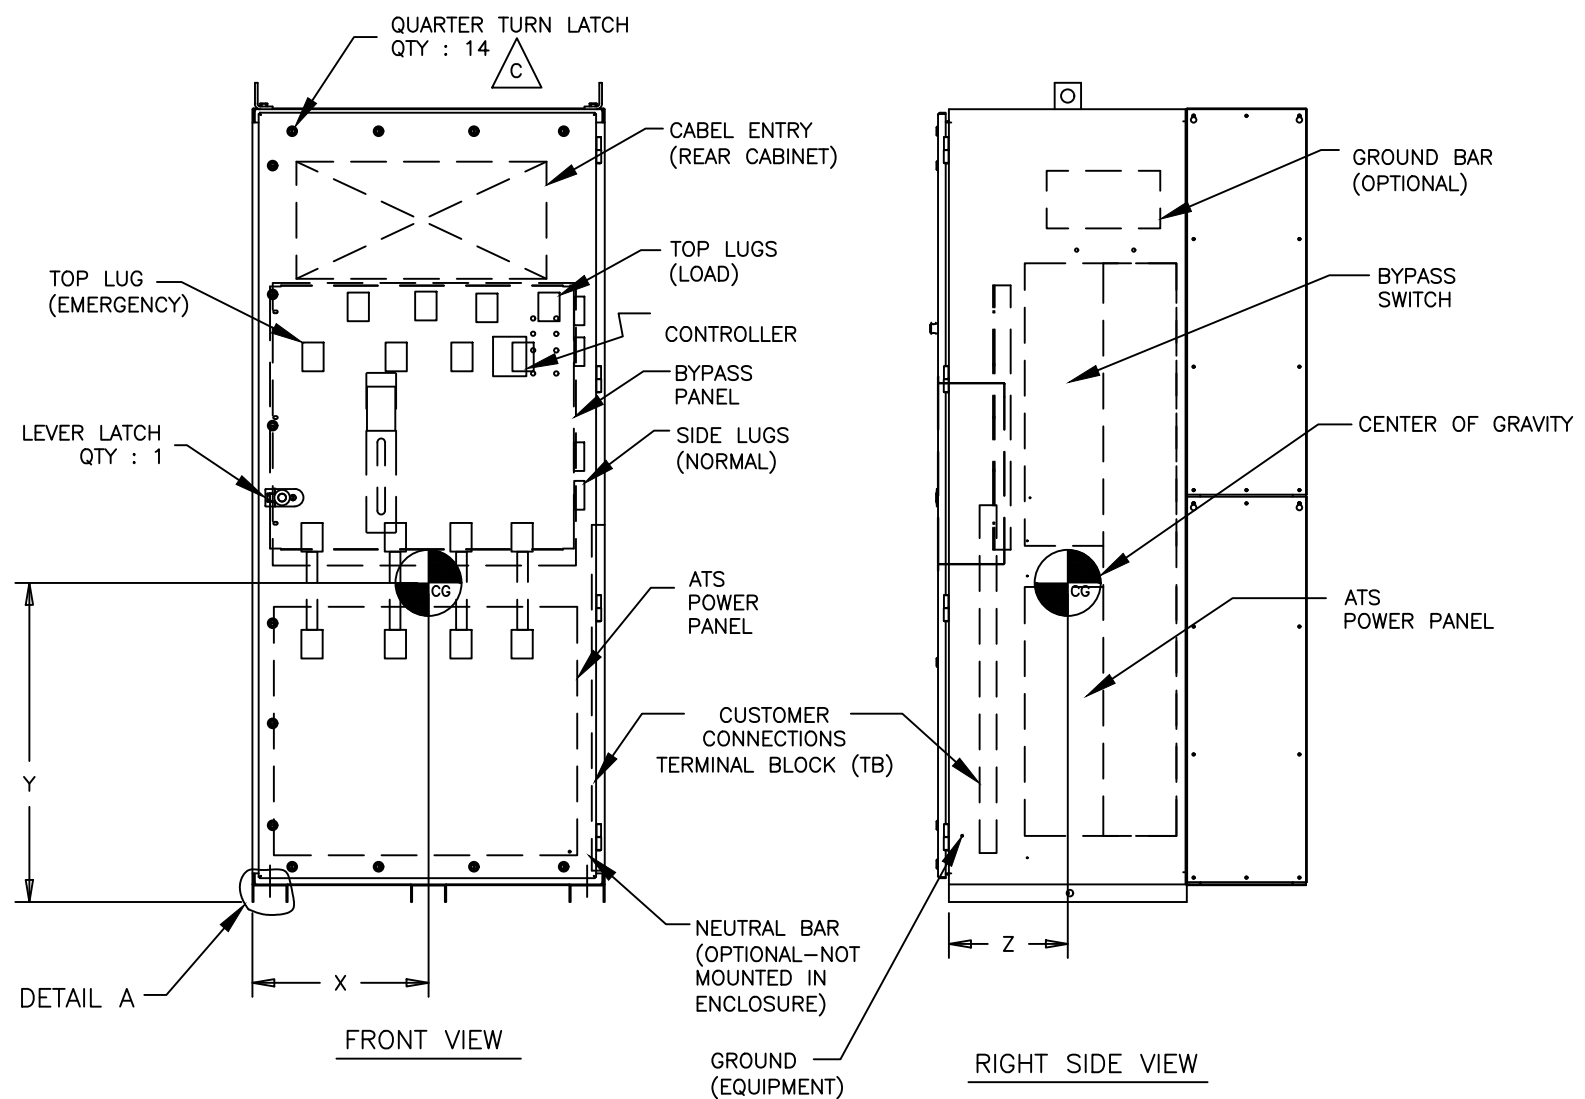 QUARTER TURN LATCH
QTY : 14
C
CABEL ENTRY
(REAR CABINET)
TOP LUGS
(LOAD)
TOP LUG
(EMERGENCY)
CONTROLLER
BYPASS
PANEL
LEVER LATCH
QTY : 1
SIDE LUGS
(NORMAL)
CG
ATS
POWER
PANEL
CUSTOMER
CONNECTIONS
TERMINAL BLOCK (TB)
Y
NEUTRAL BAR
(OPTIONAL-NOT
MOUNTED IN
ENCLOSURE)
X
DETAIL A
FRONT VIEW
GROUND
(EQUIPMENT)
GROUND BAR
(OPTIONAL)
BYPASS
SWITCH
CENTER OF GRAVITY
CG
ATS
POWER PANEL
Z
RIGHT SIDE VIEW